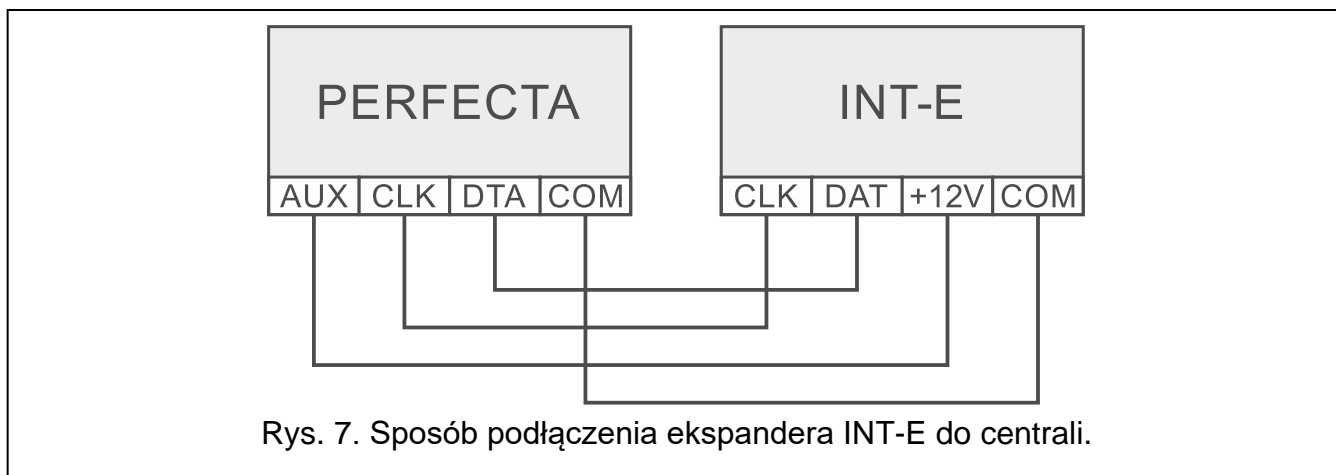 PERFECTA INT-E
AUX CLK DTA COM CLK DAT +12V COM
Rys. 7. Sposób podłączenia ekspandera INT-E do centrali.